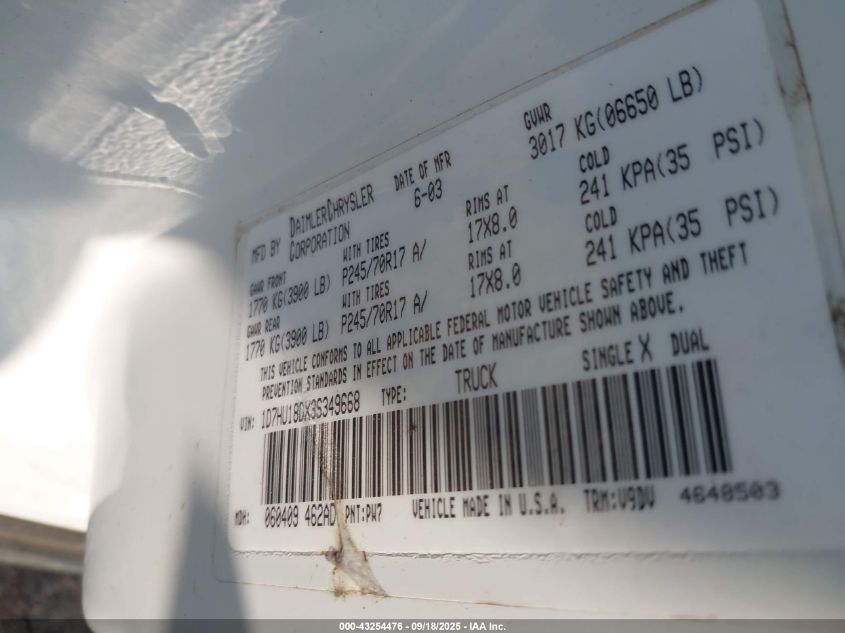 MFD BY DAIMLERCHRYSLER CORPORATION DATE OF MFR 6-03 GVWR 3017 KG(06650 LB)
GAWR FRONT WITH TIRES RIMS AT COLD
1770 KG(3900 LB) P245/70R17 A/ 17X8.0 241 KPA(35 PSI)
GAWR REAR WITH TIRES RIMS AT COLD
1770 KG(3900 LB) P245/70R17 A/ 17X8.0 241 KPA(35 PSI)
THIS VEHICLE CONFORMS TO ALL APPLICABLE FEDERAL MOTOR VEHICLE SAFETY AND THEFT
PREVENTION STANDARDS IN EFFECT ON THE DATE OF MANUFACTURE SHOWN ABOVE.
VIN: 1D7HU18DX3S349668 TYPE: TRUCK SINGLE X DUAL
MDH: 060409 462AD PNT:PW7 VEHICLE MADE IN U.S.A. TRM:V9DV 4648503
000-43254476 - 09/18/2025 - IAA Inc.